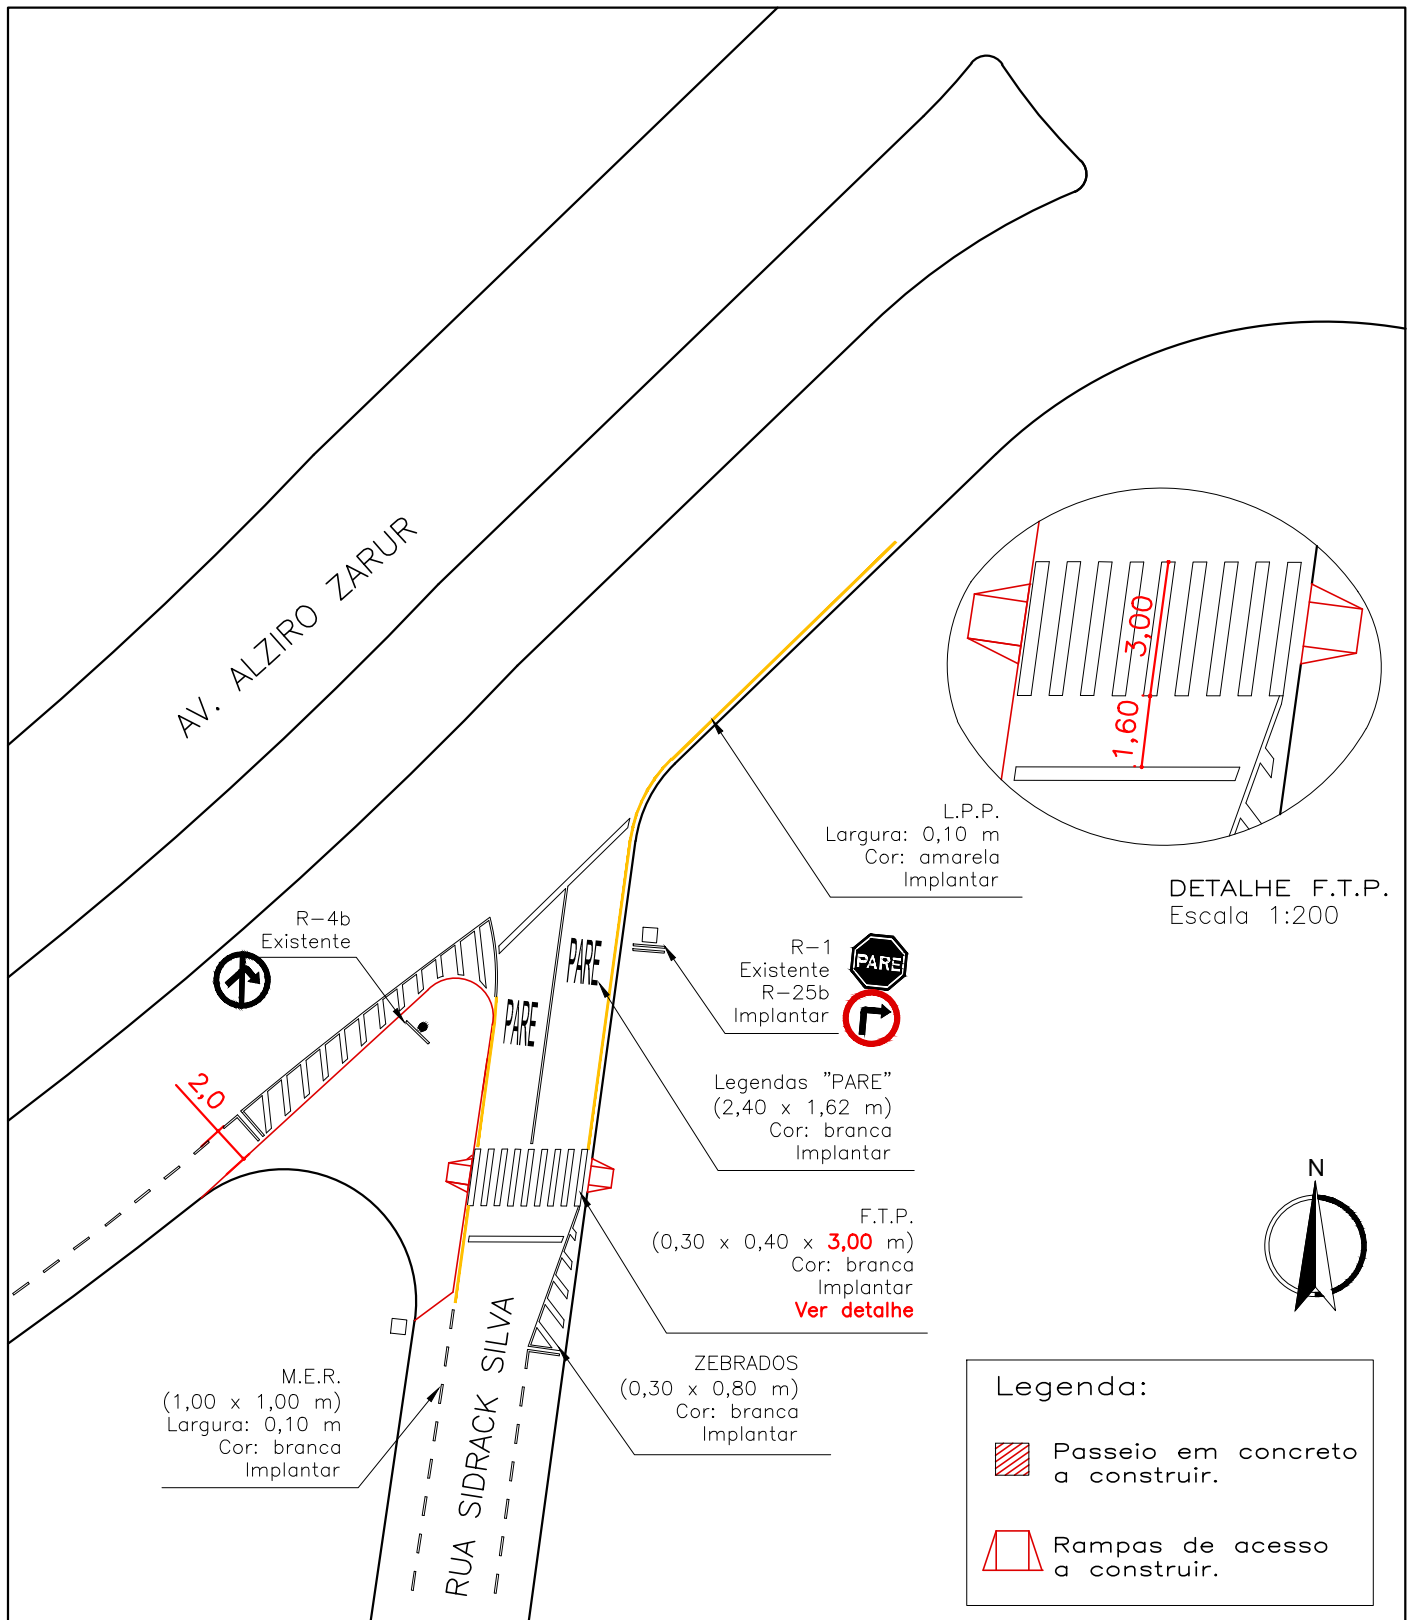 AV. ALZIRO ZARUR
3,00
1,60
L.P.P.
Largura: 0,10 m
Cor: amarela
Implantar
DETALHE F.T.P.
Escala 1:200
R-4b
Existente
R-1
Existente
R-25b
Implantar
PARE
PARE
PARE
Legendas "PARE"
(2,40 x 1,62 m)
Cor: branca
Implantar
2,0
N
F.T.P.
(0,30 x 0,40 x 3,00 m)
Cor: branca
Implantar
Ver detalhe
ZEBRADOS
(0,30 x 0,80 m)
Cor: branca
Implantar
M.E.R.
(1,00 x 1,00 m)
Largura: 0,10 m
Cor: branca
Implantar
RUA SIDRACK SILVA
Legenda:
Passeio em concreto
a construir.
Rampas de acesso
a construir.